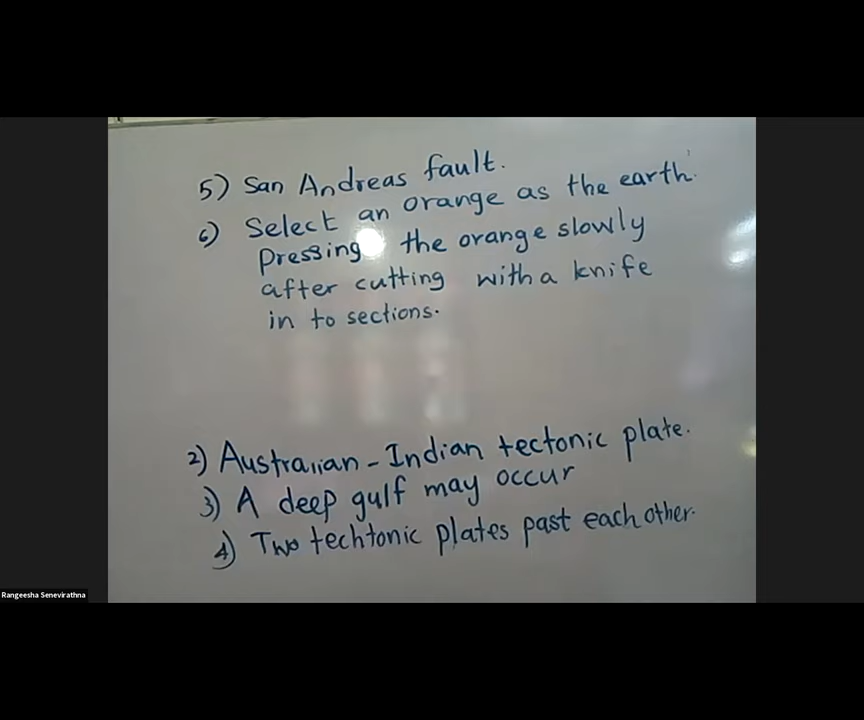 5) San Andreas fault.
6) Select an orange as the earth.
Pressing the orange slowly
after cutting with a knife
in to sections.
2) Austraiian - Indian tectonic plate.
3) A deep gulf may occur
4) Two techtonic plates past each other.
Rangeesha Senevirathna